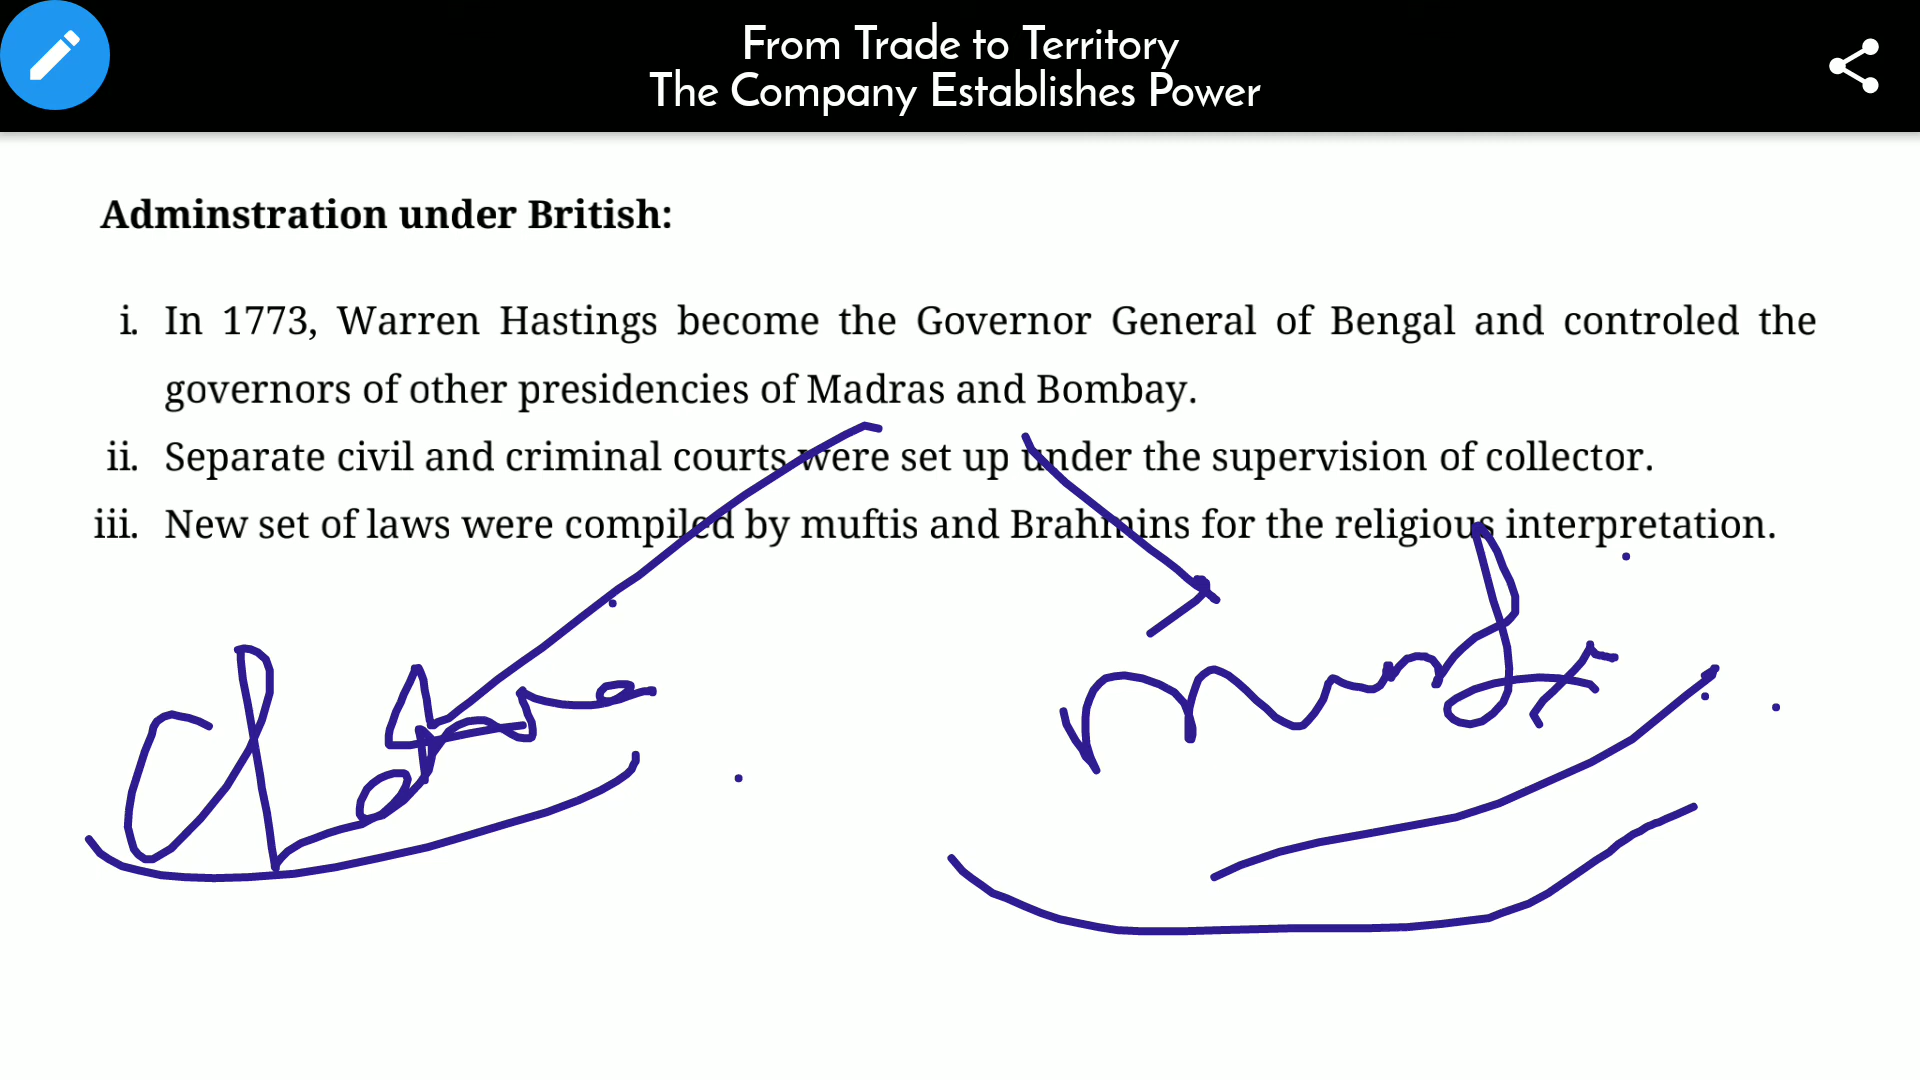 From Trade to Territory
The Company Establishes Power
Adminstration under British:
i. In 1773, Warren Hastings become the Governor General of Bengal and controled the
governors of other presidencies of Madras and Bombay.
ii. Separate civil and criminal courts were set up under the supervision of collector.
iii. New set of laws were compiled by muftis and Brahmins for the religious interpretation.